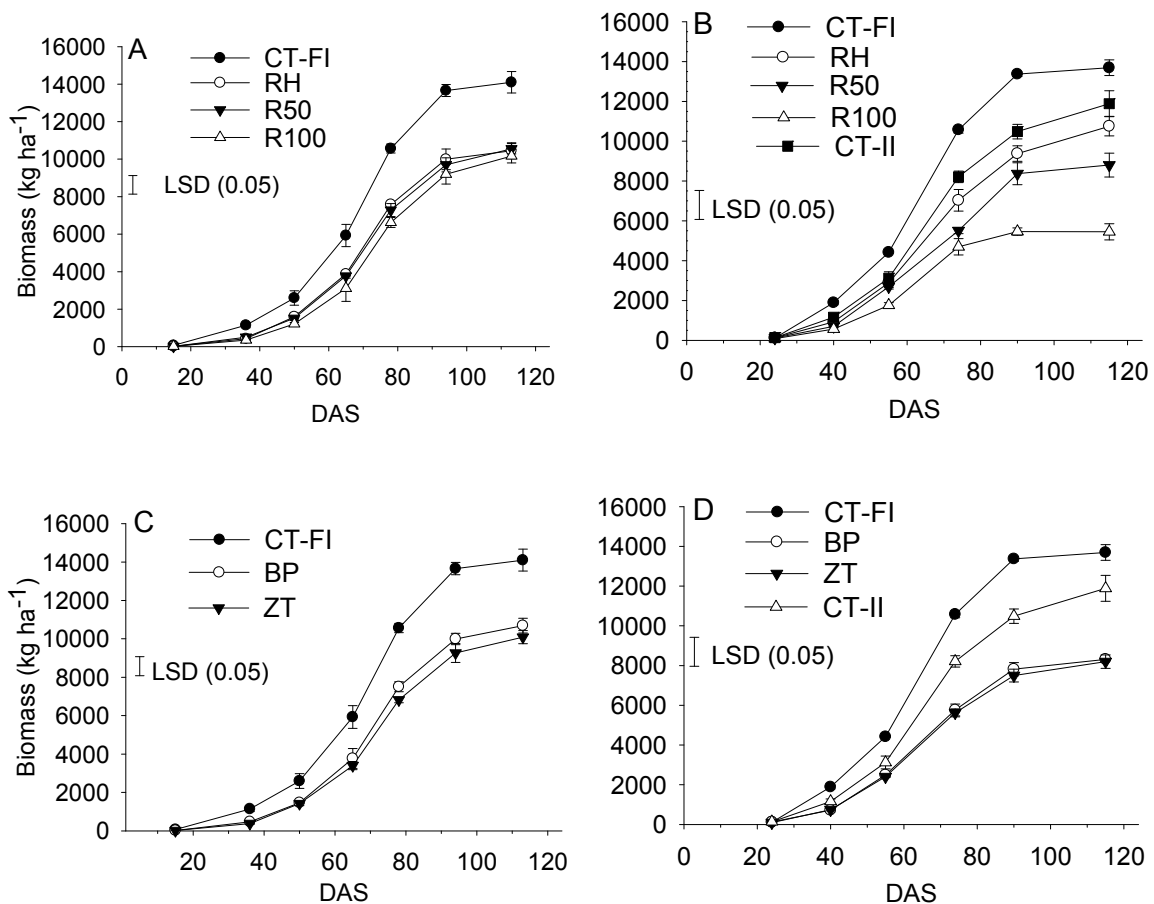 A
Biomass (kg ha⁻¹)
16000
14000
12000
10000
8000
6000
4000
2000
0
CT-FI
RH
R50
R100
LSD (0.05)
0 20 40 60 80 100 120
DAS
B
16000
14000
12000
10000
8000
6000
4000
2000
0
CT-FI
RH
R50
R100
CT-II
LSD (0.05)
0 20 40 60 80 100 120
DAS
C
Biomass (kg ha⁻¹)
16000
14000
12000
10000
8000
6000
4000
2000
0
CT-FI
BP
ZT
LSD (0.05)
20 40 60 80 100 120
DAS
D
16000
14000
12000
10000
8000
6000
4000
2000
0
CT-FI
BP
ZT
CT-II
LSD (0.05)
0 20 40 60 80 100 120
DAS